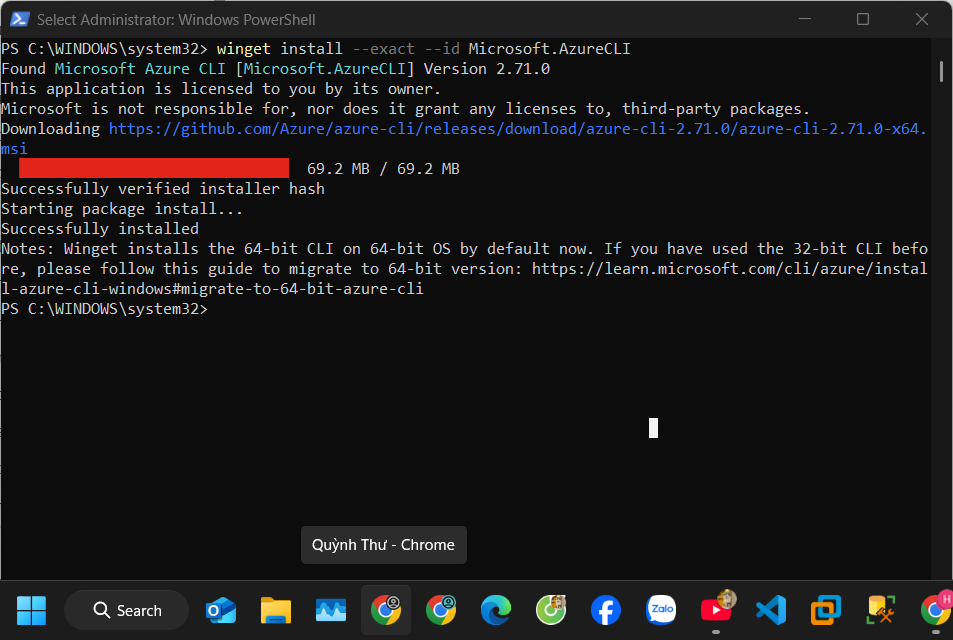 Select Administrator: Windows PowerShell
PS C:\WINDOWS\system32> winget install --exact --id Microsoft.AzureCLI
Found Microsoft Azure CLI [Microsoft.AzureCLI] Version 2.71.0
This application is licensed to you by its owner.
Microsoft is not responsible for, nor does it grant any licenses to, third-party packages.
Downloading https://github.com/Azure/azure-cli/releases/download/azure-cli-2.71.0/azure-cli-2.71.0-x64.
msi
69.2 MB / 69.2 MB
Successfully verified installer hash
Starting package install...
Successfully installed
Notes: Winget installs the 64-bit CLI on 64-bit OS by default now. If you have used the 32-bit CLI befo
re, please follow this guide to migrate to 64-bit version: https://learn.microsoft.com/cli/azure/instal
l-azure-cli-windows#migrate-to-64-bit-azure-cli
PS C:\WINDOWS\system32>
Quỳnh Thư - Chrome
Search
Zalo
H